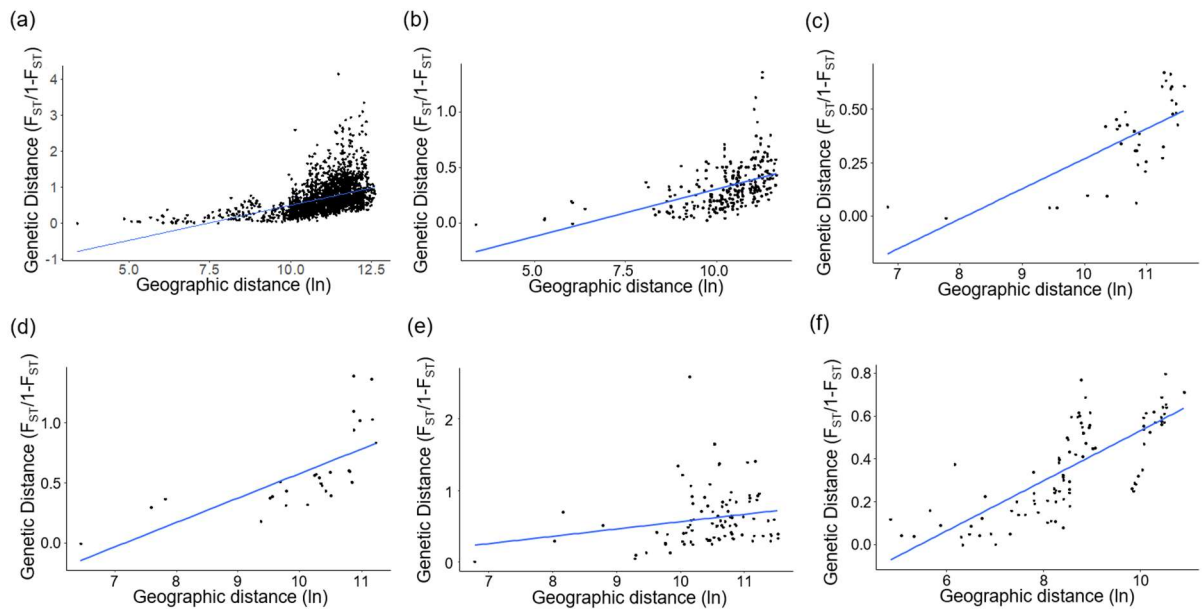 (a)
Genetic Distance (FST/1-FST)
4
3
2
1
0
-1
5.0 7.5 10.0 12.5
Geographic distance (ln)
(b)
Genetic Distance (FST/1-FST)
1.0
0.5
0.0
5.0 7.5 10.0
Geographic distance (ln)
(c)
Genetic Distance (FST/1-FST)
0.50
0.25
0.00
7 8 9 10 11
Geographic distance (ln)
(d)
Genetic Distance (FST/1-FST)
1.0
0.5
0.0
7 8 9 10 11
Geographic distance (ln)
(e)
Genetic Distance (FST/1-FST)
2
1
0
7 8 9 10 11
Geographic distance (ln)
(f)
Genetic Distance (FST/1-FST)
0.8
0.6
0.4
0.2
0.0
6 8 10
Geographic distance (ln)